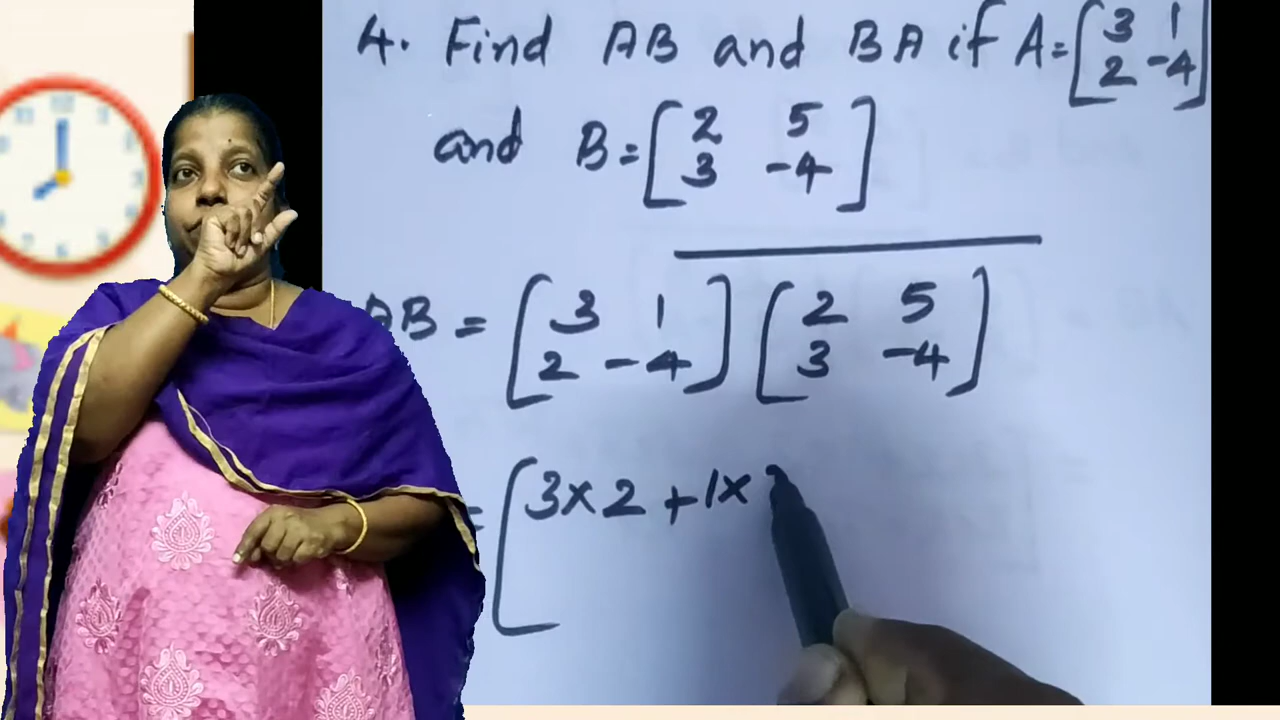 4. Find AB and BA if A = [3 1
2 -4]
and B = [2 5
3 -4]
AB = [3 1 [2 5
2 -4] 3 -4]
= [3×2 + 1×